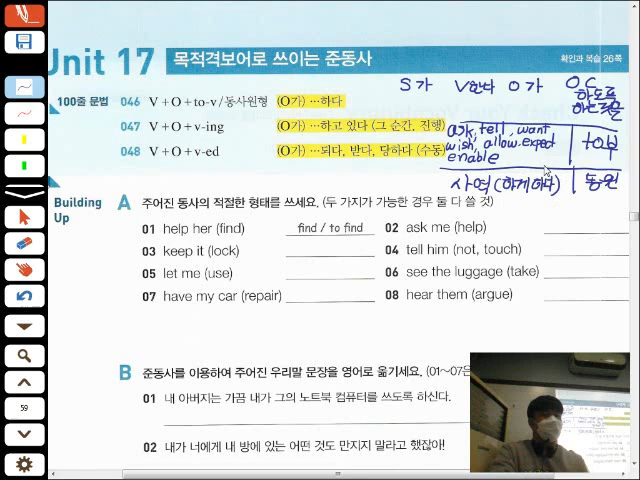 Unit 17 목적격보어로 쓰이는 준동사
확인과 복습 26쪽
S가 V한다 O가 OC
하도록
100줄 문법 046 V + O + to-v / 동사원형 (O가) …하다
047 V + O + v-ing (O가) …하고 있다 (그 순간, 진행)
048 V + O + v-ed (O가) …되다, 받다, 당하다 (수동)
ask, tell, want
wish, allow, expect
enable
to V
사역 (하게 하다) 동원
Building
Up
A 주어진 동사의 적절한 형태를 쓰세요. (두 가지가 가능한 경우 둘 다 쓸 것)
01 help her (find) find / to find 02 ask me (help)
03 keep it (lock) 04 tell him (not, touch)
05 let me (use) 06 see the luggage (take)
07 have my car (repair) 08 hear them (argue)
B 준동사를 이용하여 주어진 우리말 문장을 영어로 옮기세요. (01~07은
01 내 아버지는 가끔 내가 그의 노트북 컴퓨터를 쓰도록 하신다.
02 내가 너에게 내 방에 있는 어떤 것도 만지지 말라고 했잖아!
59